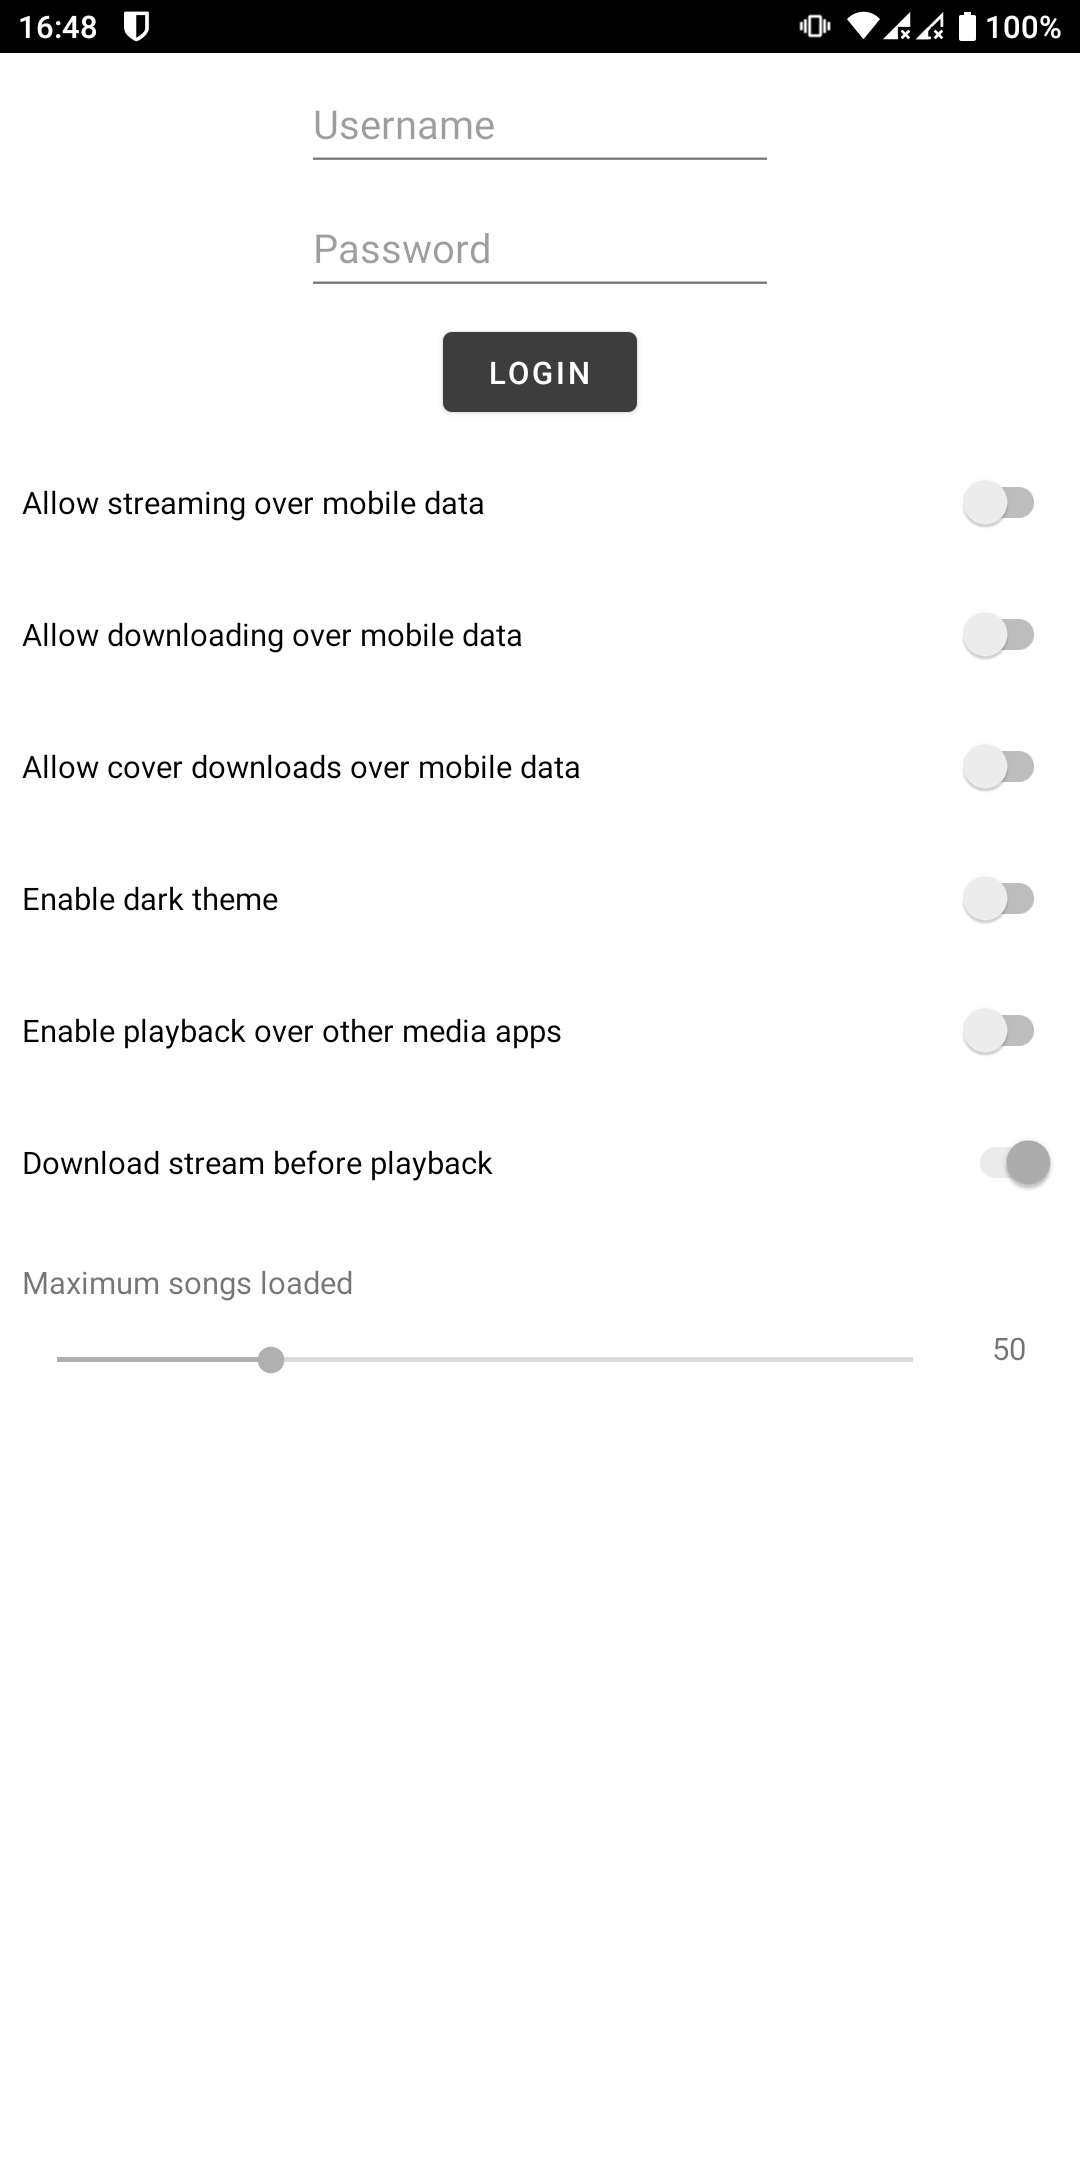 16:48 100%
Username
Password
LOGIN
Allow streaming over mobile data
Allow downloading over mobile data
Allow cover downloads over mobile data
Enable dark theme
Enable playback over other media apps
Download stream before playback
Maximum songs loaded
50